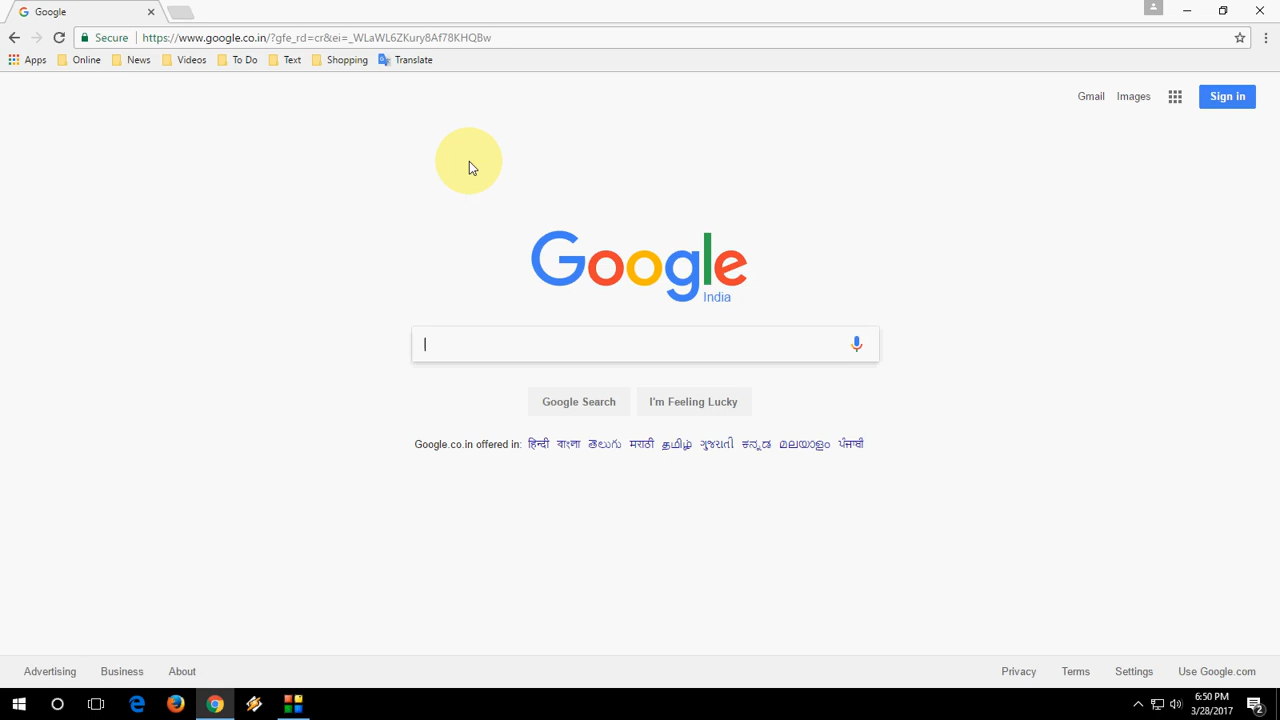 Google
Secure https://www.google.co.in/?gfe_rd=cr&ei=_WLaWL6ZKury8Af78KHQBw
Apps Online News Videos To Do Text Shopping Translate
Gmail Images Sign in
Google
India
Google Search I'm Feeling Lucky
Google.co.in offered in: हिन्दी বাংলা తెలుగు मराठी தமிழ் ગુજરાતી ಕನ್ನಡ മലയാളം ਪੰਜਾਬੀ
Advertising Business About Privacy Terms Settings Use Google.com
6:50 PM
3/28/2017
2